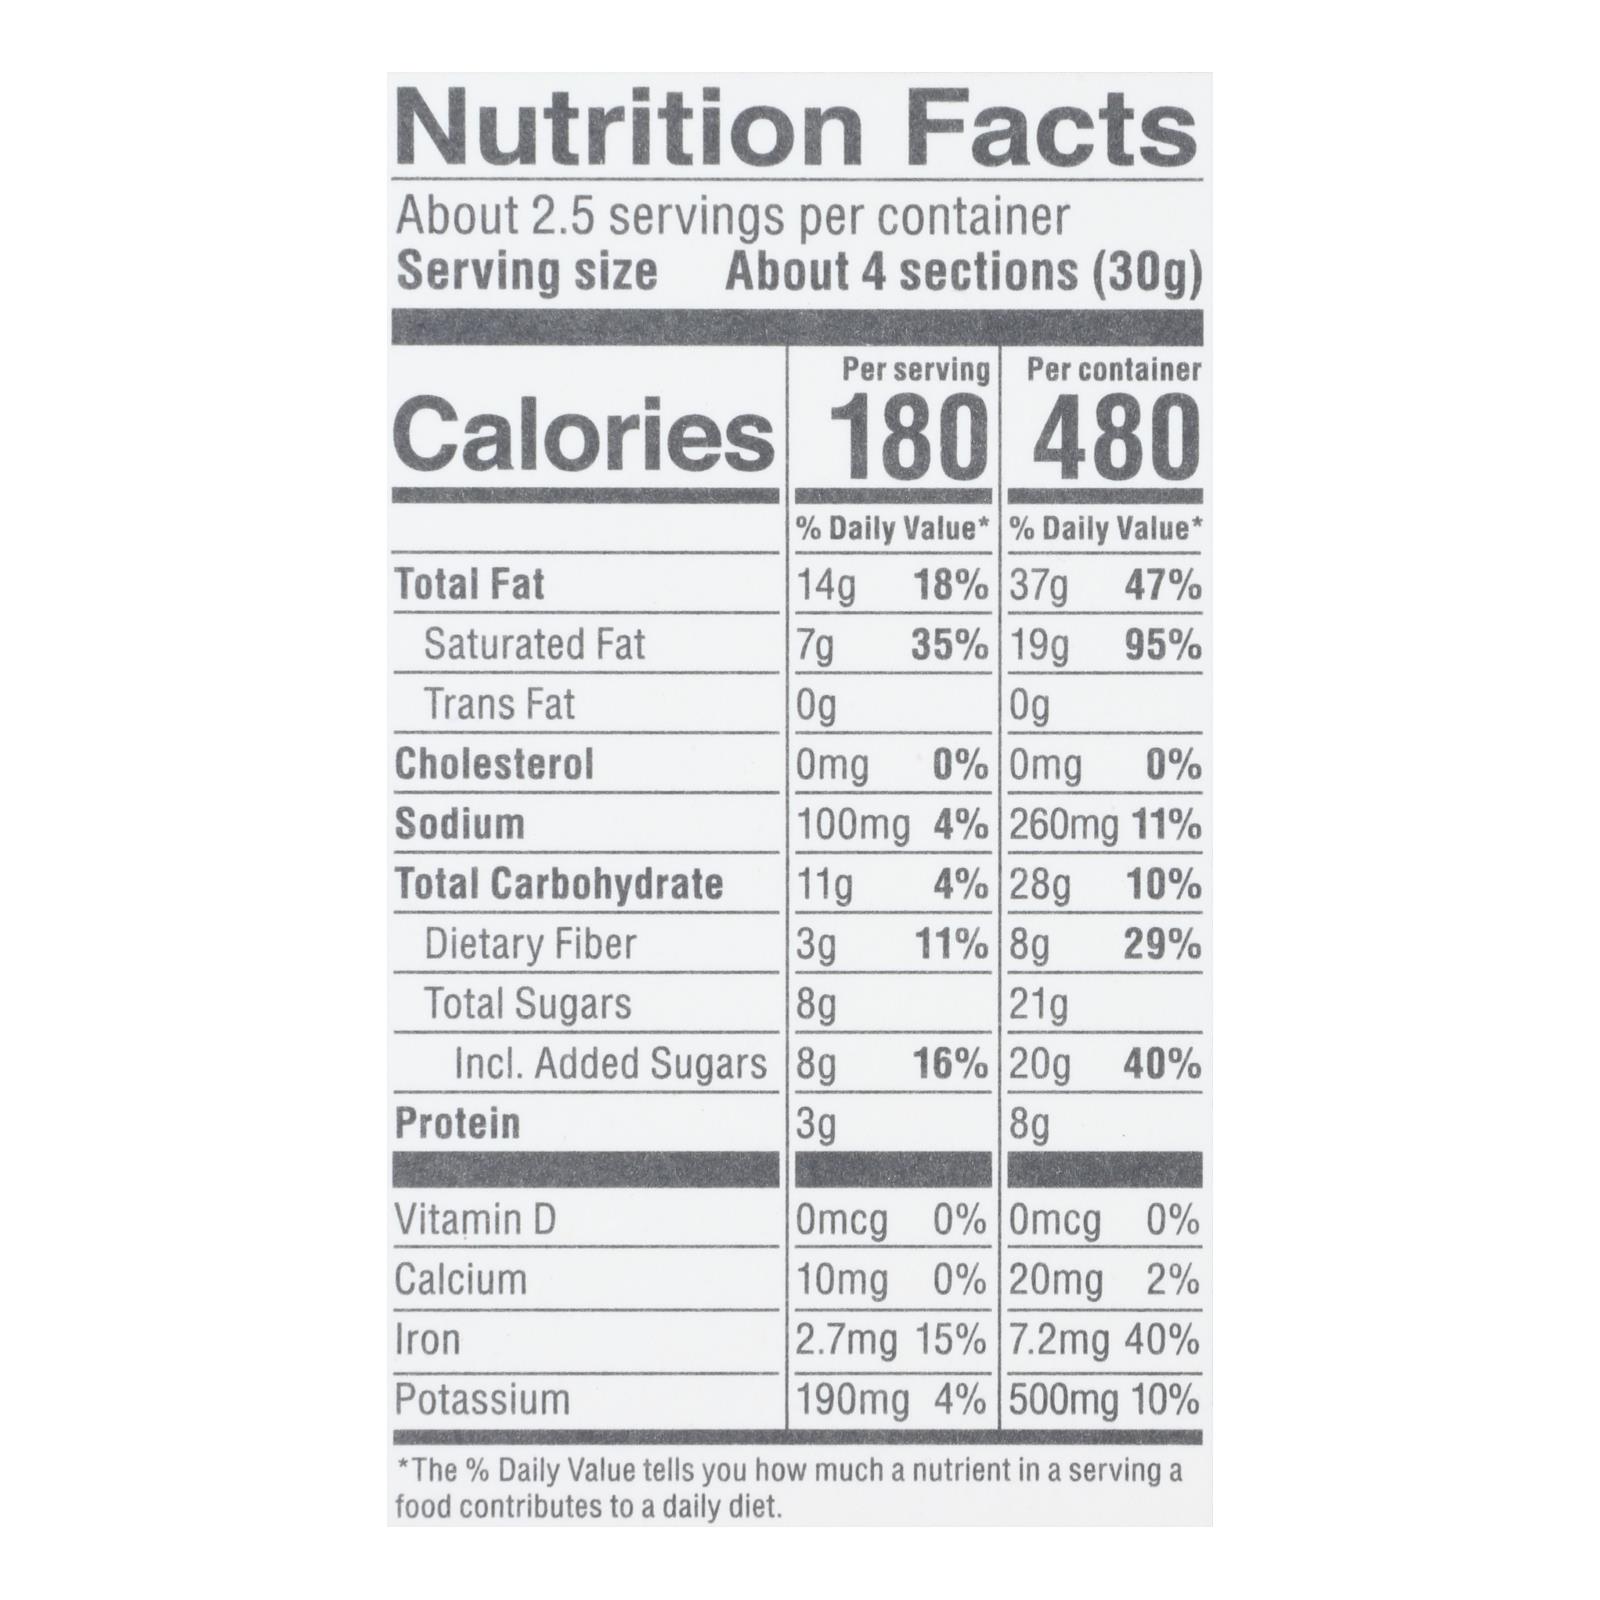 Nutrition Facts
About 2.5 servings per container
Serving size About 4 sections (30g)
Per serving Per container
Calories 180 480
% Daily Value* % Daily Value*
Total Fat 14g 18% 37g 47%
Saturated Fat 7g 35% 19g 95%
Trans Fat 0g 0g
Cholesterol 0mg 0% 0mg 0%
Sodium 100mg 4% 260mg 11%
Total Carbohydrate 11g 4% 28g 10%
Dietary Fiber 3g 11% 8g 29%
Total Sugars 8g 21g
Incl. Added Sugars 8g 16% 20g 40%
Protein 3g 8g
Vitamin D 0mcg 0% 0mcg 0%
Calcium 10mg 0% 20mg 2%
Iron 2.7mg 15% 7.2mg 40%
Potassium 190mg 4% 500mg 10%
*The % Daily Value tells you how much a nutrient in a serving a
food contributes to a daily diet.